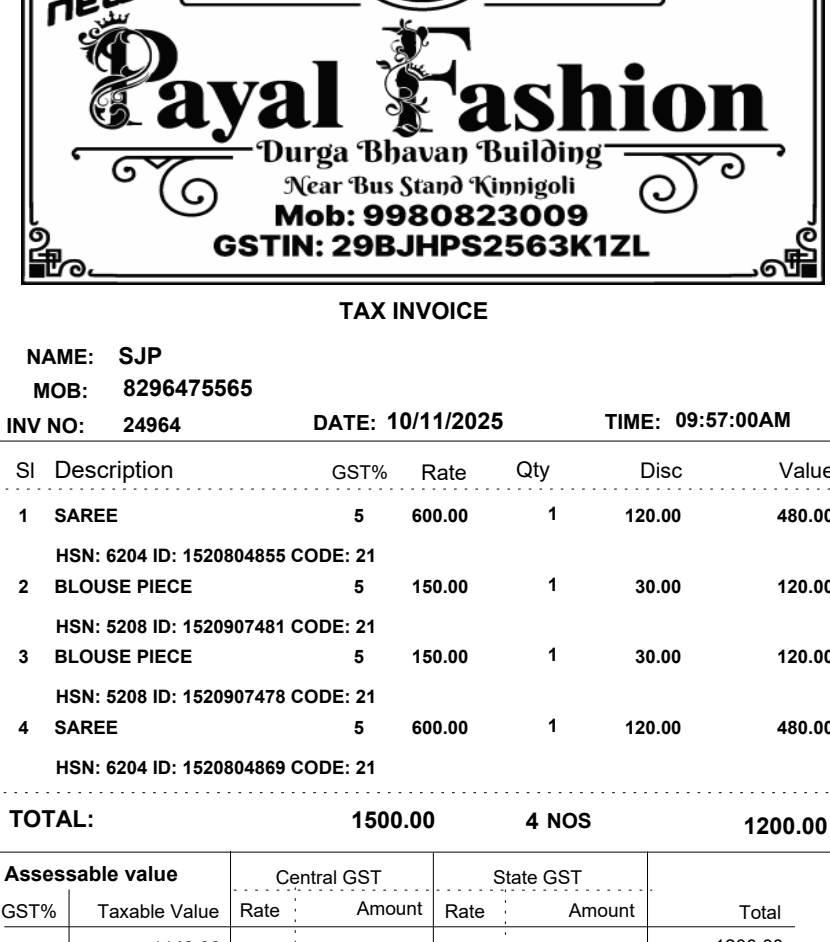 Payal Fashion
Durga Bhavan Building
Near Bus Stand Kinnigoli
Mob: 9980823009
GSTIN: 29BJHPS2563K1ZL
TAX INVOICE
NAME: SJP
MOB: 8296475565
INV NO: 24964 DATE: 10/11/2025 TIME: 09:57:00AM
Sl Description GST% Rate Qty Disc Value
1 SAREE 5 600.00 1 120.00 480.00
HSN: 6204 ID: 1520804855 CODE: 21
2 BLOUSE PIECE 5 150.00 1 30.00 120.00
HSN: 5208 ID: 1520907481 CODE: 21
3 BLOUSE PIECE 5 150.00 1 30.00 120.00
HSN: 5208 ID: 1520907478 CODE: 21
4 SAREE 5 600.00 1 120.00 480.00
HSN: 6204 ID: 1520804869 CODE: 21
TOTAL: 1500.00 4 NOS 1200.00
Assessable value Central GST State GST
GST% Taxable Value Rate Amount Rate Amount Total